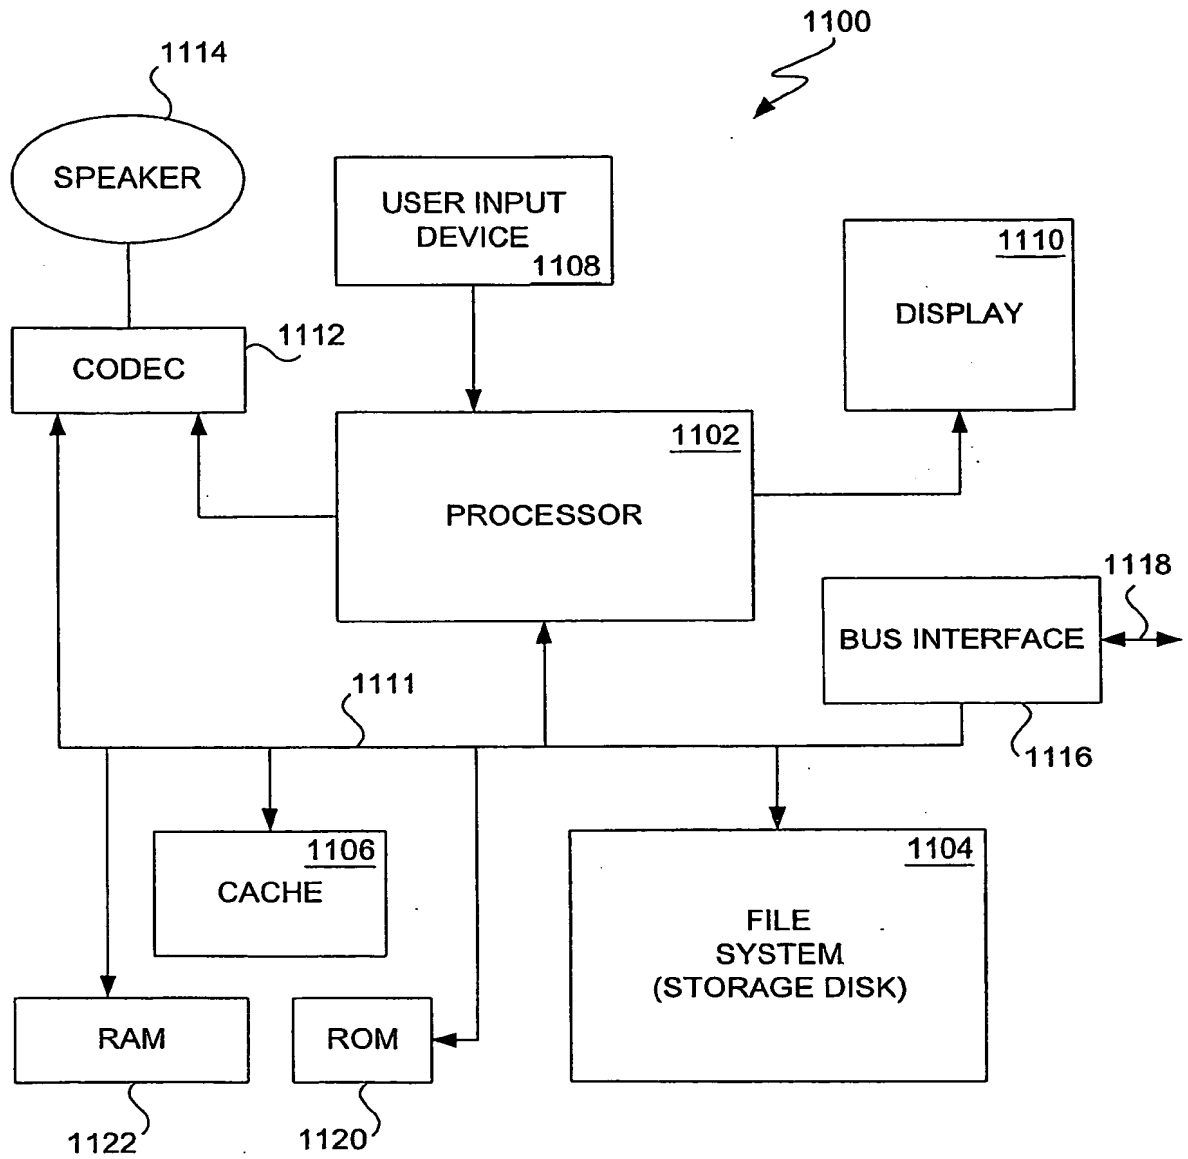 1100
1114
SPEAKER
USER INPUT
DEVICE
1108
1110
DISPLAY
1112
CODEC
1102
PROCESSOR
1118
BUS INTERFACE
1111
1116
1106
CACHE
1104
FILE
SYSTEM
(STORAGE DISK)
RAM
ROM
1122
1120